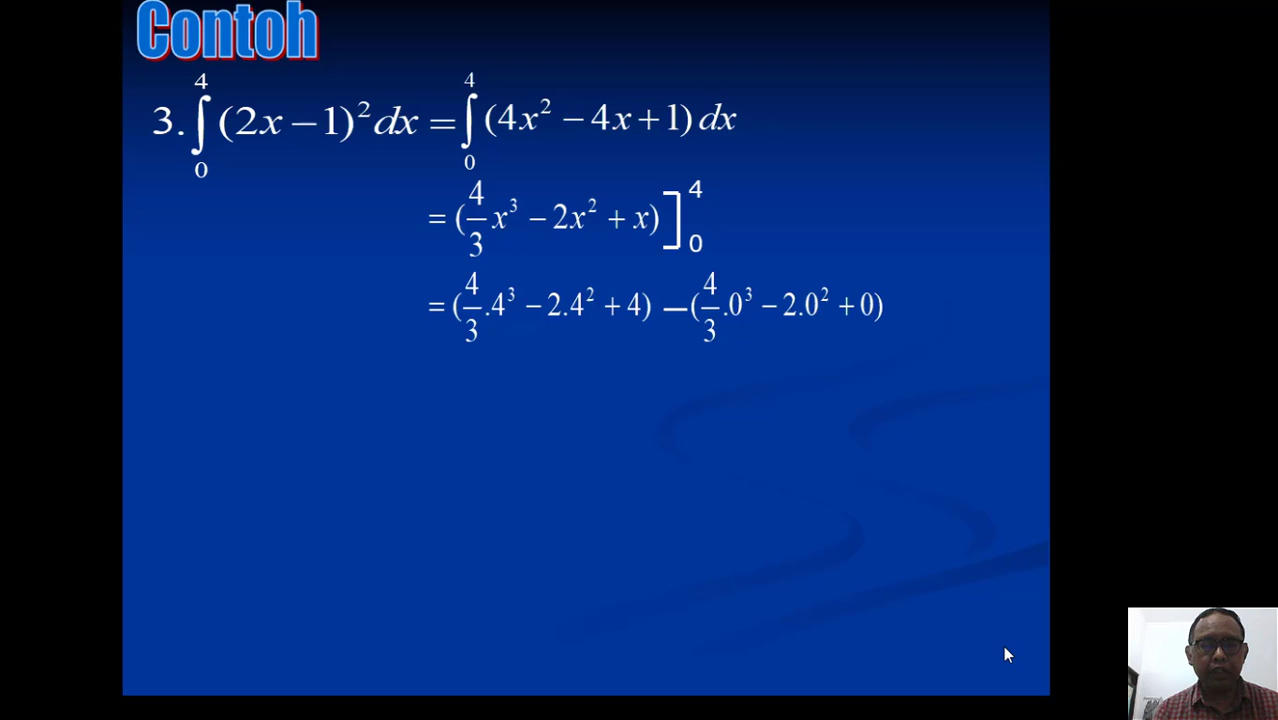 Contoh
3. ∫₀⁴ (2x − 1)² dx = ∫₀⁴ (4x² − 4x + 1) dx
= (4/3 x³ − 2x² + x) ]₀⁴
= (4/3 .4³ − 2.4² + 4) − (4/3 .0³ − 2.0² + 0)